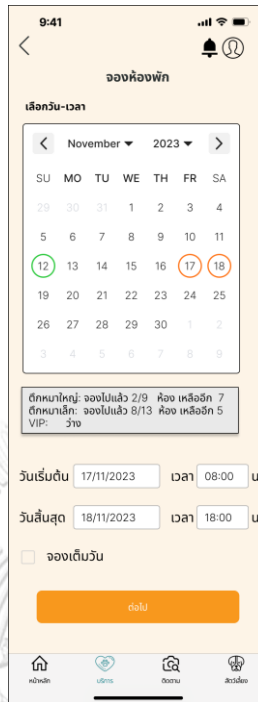 9:41
จองห้องพัก
เลือกวัน-เวลา
November 2023
SU MO TU WE TH FR SA
29 30 31 1 2 3 4
5 6 7 8 9 10 11
12 13 14 15 16 17 18
19 20 21 22 23 24 25
26 27 28 29 30 1 2
3 4 5 6 7 8 9
ตึกหมาใหญ่: จองไปแล้ว 2/9 ห้อง เหลืออีก 7
ตึกหมาเล็ก: จองไปแล้ว 8/13 ห้อง เหลืออีก 5
VIP: ว่าง
วันเริ่มต้น 17/11/2023 เวลา 08:00 น
วันสิ้นสุด 18/11/2023 เวลา 18:00 น
จองเต็มวัน
ต่อไป
หน้าหลัก บริการ ติดตาม สัตว์เลี้ยง